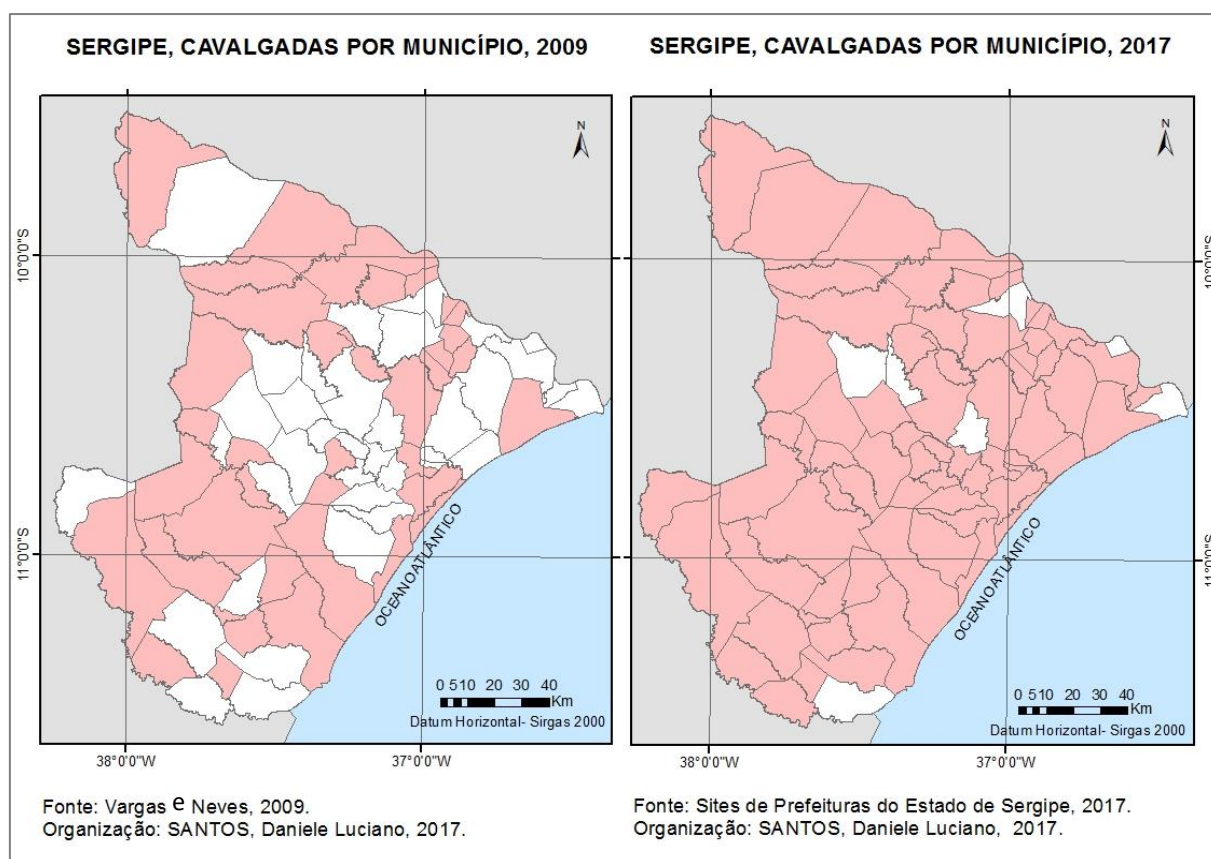 SERGIPE, CAVALGADAS POR MUNICÍPIO, 2009
N
10°0'0"S
11°0'0"S
OCEANO ATLÂNTICO
0 5 10 20 30 40
Km
Datum Horizontal- Sirgas 2000
38°0'0"W
37°0'0"W
Fonte: Vargas e Neves, 2009.
Organização: SANTOS, Daniele Luciano, 2017.
SERGIPE, CAVALGADAS POR MUNICÍPIO, 2017
N
10°0'0"S
11°0'0"S
OCEANO ATLÂNTICO
0 5 10 20 30 40
Km
Datum Horizontal- Sirgas 2000
38°0'0"W
37°0'0"W
Fonte: Sites de Prefeituras do Estado de Sergipe, 2017.
Organização: SANTOS, Daniele Luciano, 2017.